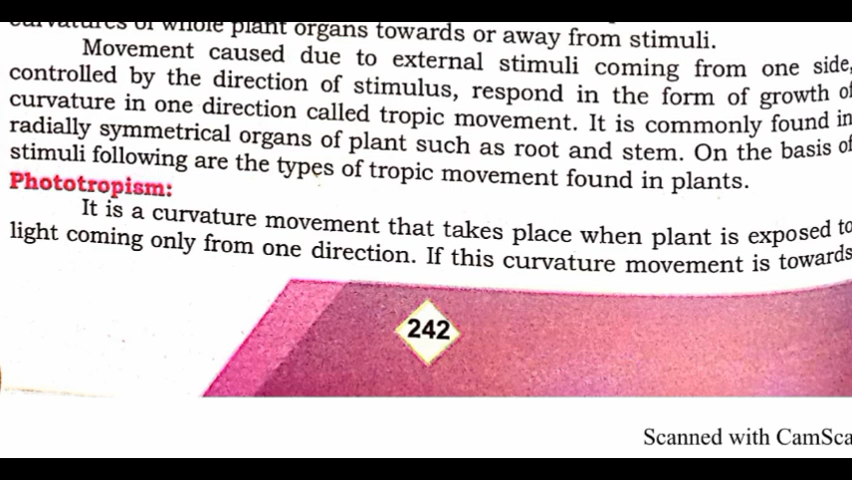 curvatures of whole plant organs towards or away from stimuli.
Movement caused due to external stimuli coming from one side,
controlled by the direction of stimulus, respond in the form of growth of
curvature in one direction called tropic movement. It is commonly found in
radially symmetrical organs of plant such as root and stem. On the basis of
stimuli following are the types of tropic movement found in plants.
Phototropism:
It is a curvature movement that takes place when plant is exposed to
light coming only from one direction. If this curvature movement is towards
242
Scanned with CamSca